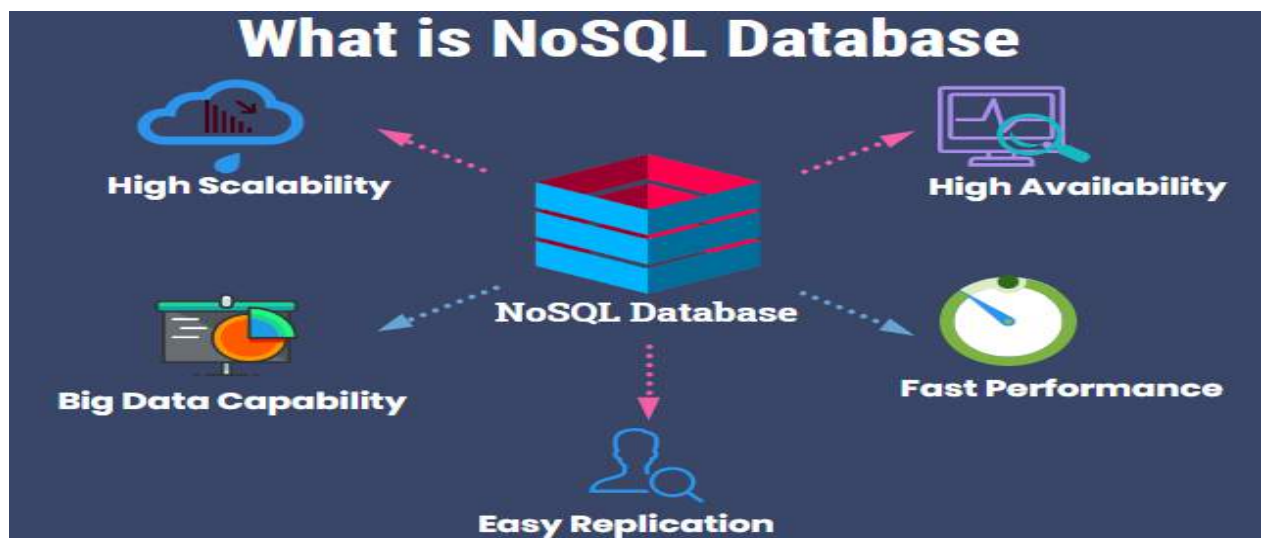 What is NoSQL Database
High Scalability
High Availability
NoSQL Database
Big Data Capability
Fast Performance
Easy Replication